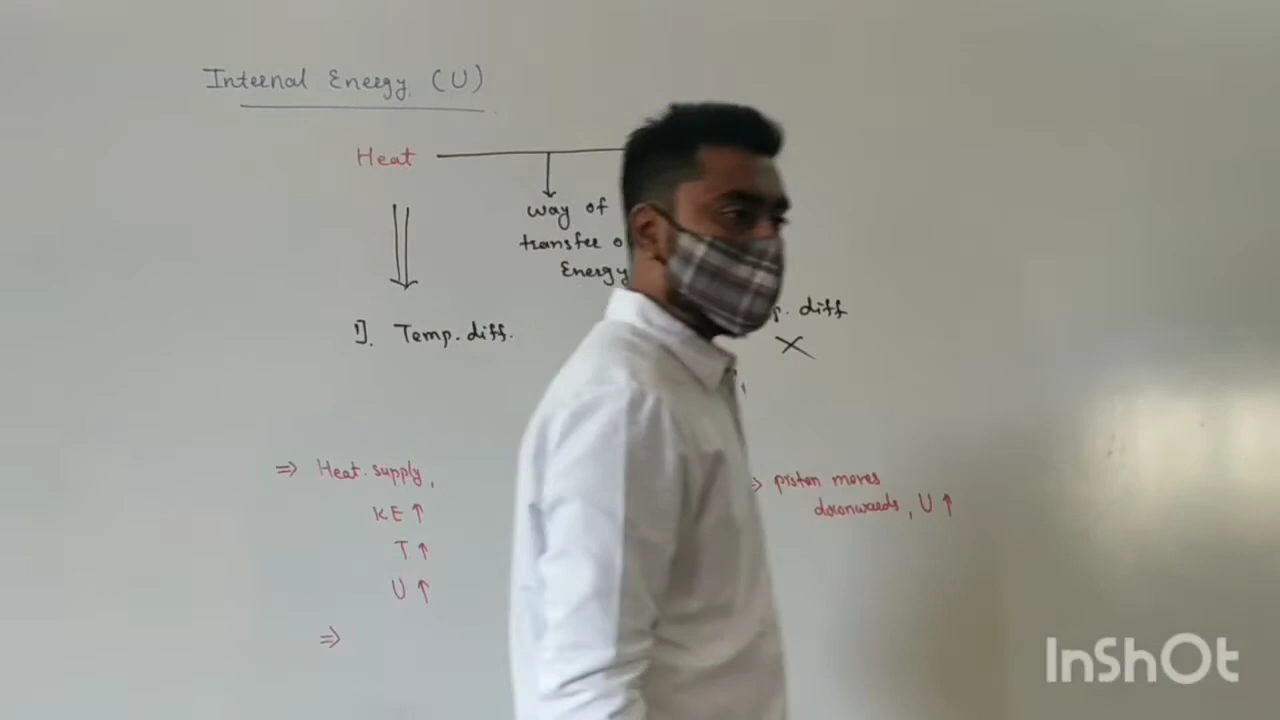 Internal Energy (U)
Heat
way of
transfer o
Energy
1]. Temp. diff.
p. diff
×
⇒ Heat supply,
KE ↑
T ↑
U ↑
⇒
⇒ piston moves
downwards, U ↑
InShOt